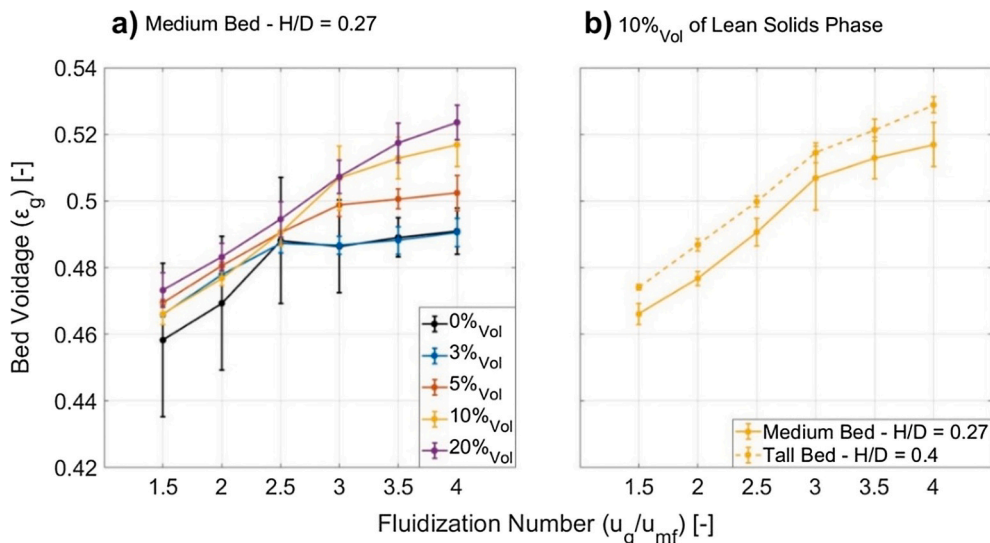 a) Medium Bed - H/D = 0.27
b) 10%Vol of Lean Solids Phase
Bed Voidage (εg) [-]
0.54
0.52
0.5
0.48
0.46
0.44
0.42
0%Vol
3%Vol
5%Vol
10%Vol
20%Vol
Medium Bed - H/D = 0.27
Tall Bed - H/D = 0.4
1.5 2 2.5 3 3.5 4
1.5 2 2.5 3 3.5 4
Fluidization Number (ug/umf) [-]